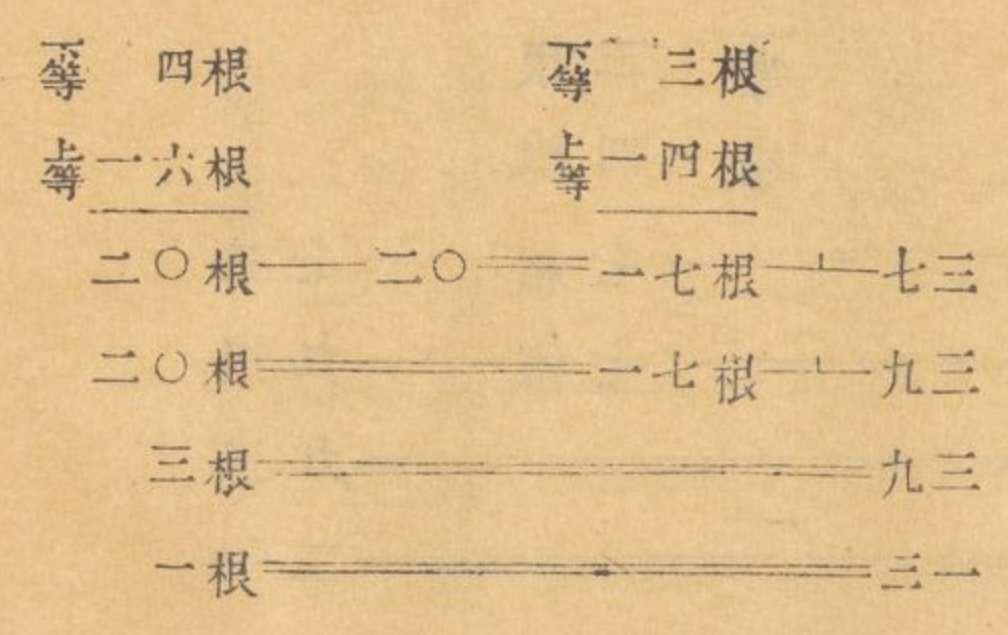 下等 四根 下等 三根
上等 一六根 上等 一四根
二〇根 — 二〇 = 一七根 ⊥ 七三
二〇根 = 一七根 ⊥ 九三
三根 = 九三
一根 = 三一